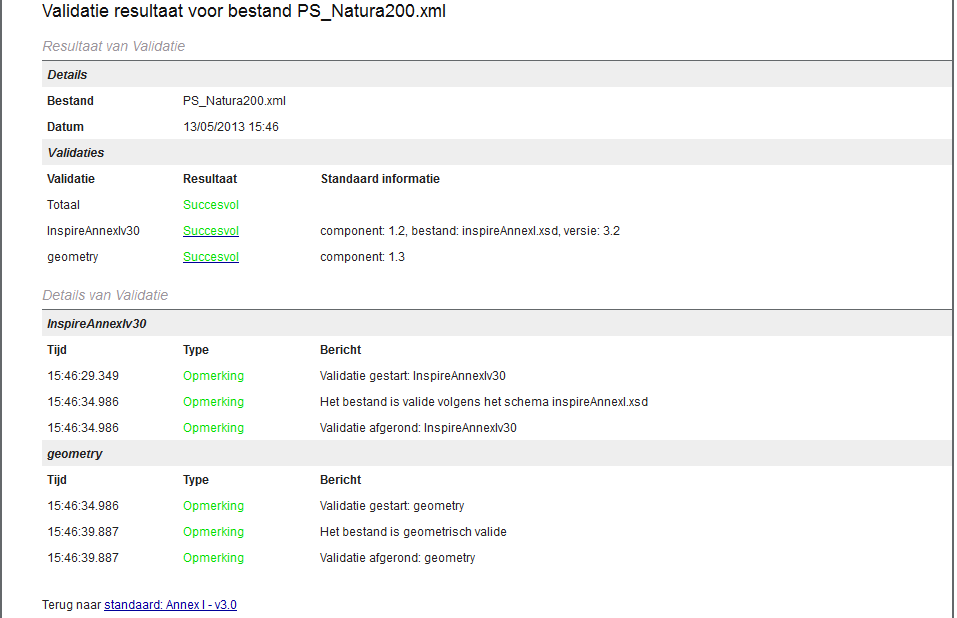 Validatie resultaat voor bestand PS_Natura200.xml
Resultaat van Validatie
Details
Bestand PS_Natura200.xml
Datum 13/05/2013 15:46
Validaties
Validatie Resultaat Standaard informatie
Totaal Succesvol
InspireAnnexIv30 Succesvol component: 1.2, bestand: inspireAnnexI.xsd, versie: 3.2
geometry Succesvol component: 1.3
Details van Validatie
InspireAnnexIv30
Tijd Type Bericht
15:46:29.349 Opmerking Validatie gestart: InspireAnnexIv30
15:46:34.986 Opmerking Het bestand is valide volgens het schema inspireAnnexI.xsd
15:46:34.986 Opmerking Validatie afgerond: InspireAnnexIv30
geometry
Tijd Type Bericht
15:46:34.986 Opmerking Validatie gestart: geometry
15:46:39.887 Opmerking Het bestand is geometrisch valide
15:46:39.887 Opmerking Validatie afgerond: geometry
Terug naar standaard: Annex I - v3.0